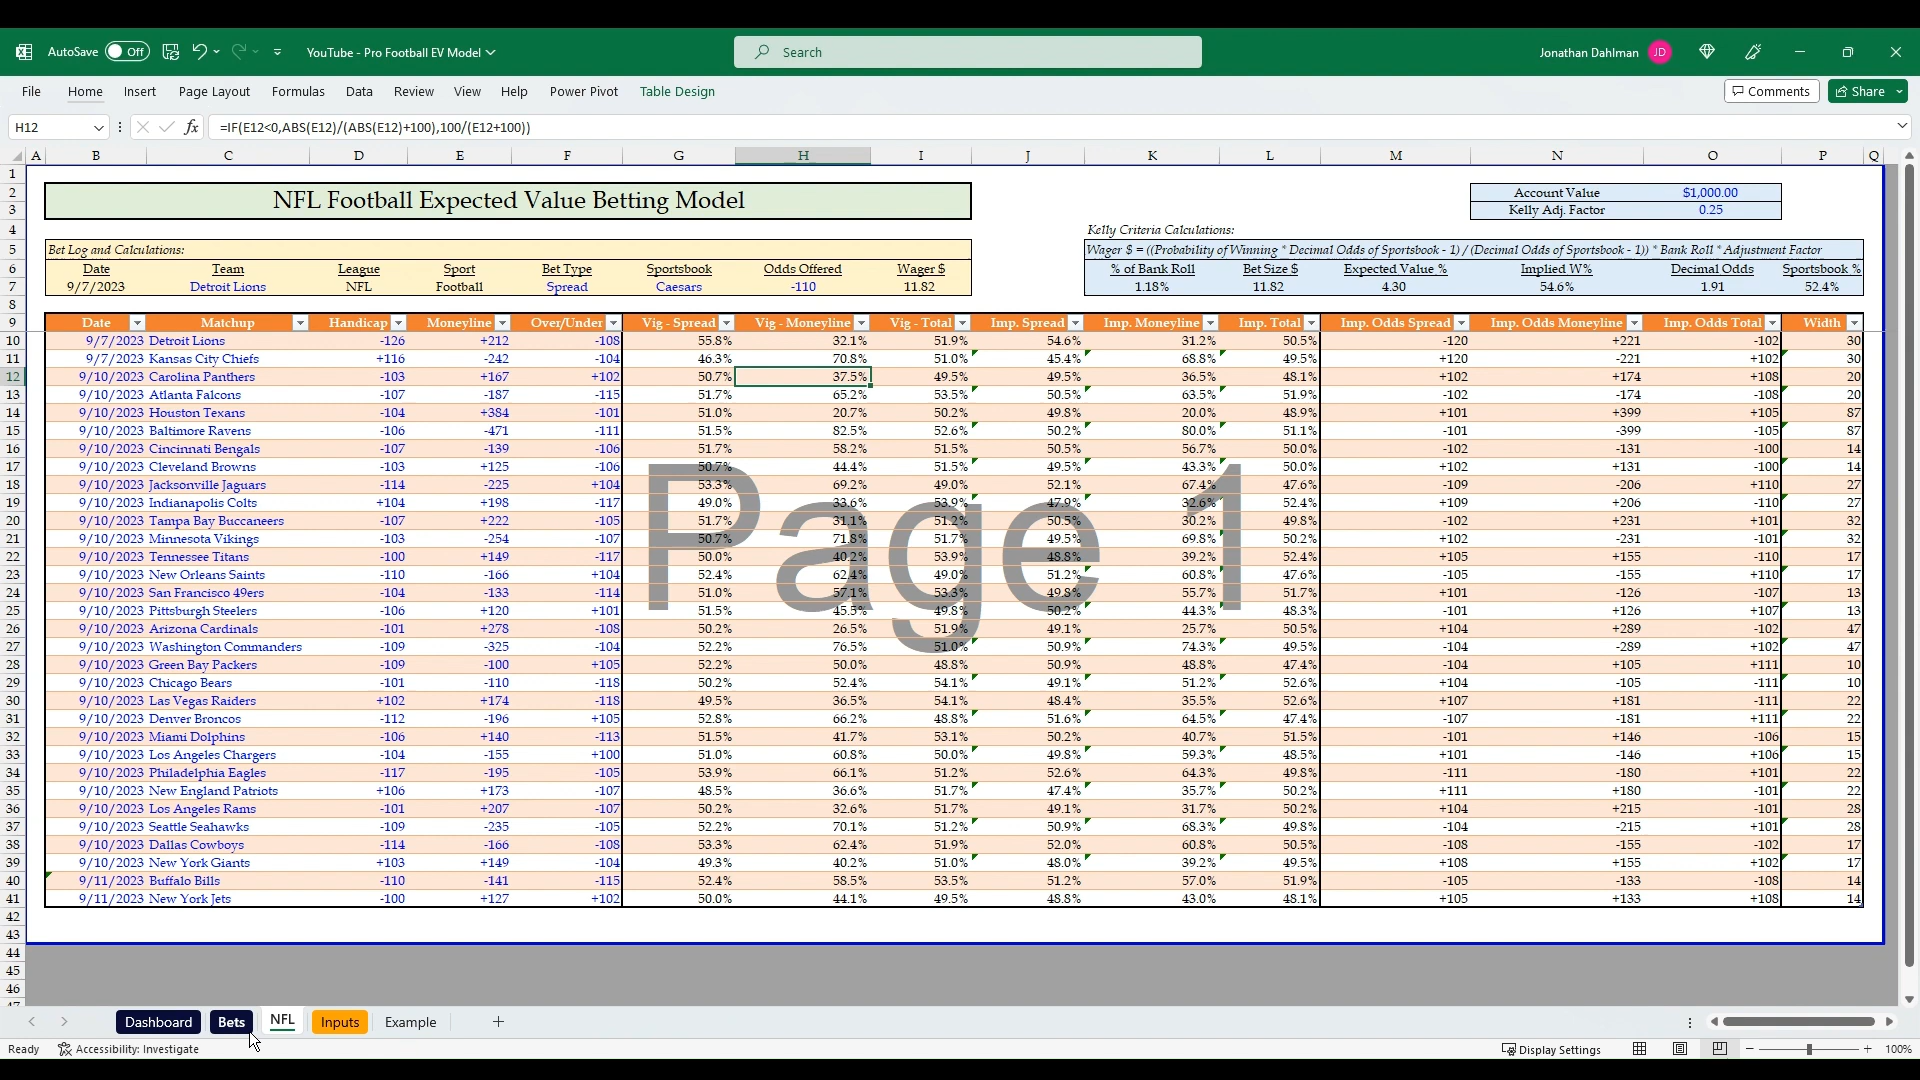 AutoSave Off YouTube - Pro Football EV Model Search Jonathan Dahlman JD
File Home Insert Page Layout Formulas Data Review View Help Power Pivot Table Design Comments Share
H12 fx =IF(E12<0,ABS(E12)/(ABS(E12)+100),100/(E12+100))
A B C D E F G H I J K L M N O P Q
1
2 NFL Football Expected Value Betting Model Account Value $1,000.00
3 Kelly Adj. Factor 0.25
4 Kelly Criteria Calculations:
5 Bet Log and Calculations: Wager $ = ((Probability of Winning * Decimal Odds of Sportsbook - 1) / (Decimal Odds of Sportsbook - 1)) * Bank Roll * Adjustment Factor
6 Date Team League Sport Bet Type Sportsbook Odds Offered Wager $ % of Bank Roll Bet Size $ Expected Value % Implied W% Decimal Odds Sportsbook %
7 9/7/2023 Detroit Lions NFL Football Spread Caesars -110 11.82 1.18% 11.82 4.30 54.6% 1.91 52.4%
8
9 Date Matchup Handicap Moneyline Over/Under Vig - Spread Vig - Moneyline Vig - Total Imp. Spread Imp. Moneyline Imp. Total Imp. Odds Spread Imp. Odds Moneyline Imp. Odds Total Width
10 9/7/2023 Detroit Lions -126 +212 -108 55.8% 32.1% 51.9% 54.6% 31.2% 50.5% -120 +221 -102 30
11 9/7/2023 Kansas City Chiefs +116 -242 -104 46.3% 70.8% 51.0% 45.4% 68.8% 49.5% +120 -221 +102 30
12 9/10/2023 Carolina Panthers -103 +167 +102 50.7% 37.5% 49.5% 49.5% 36.5% 48.1% +102 +174 +108 20
13 9/10/2023 Atlanta Falcons -107 -187 -115 51.7% 65.2% 53.5% 50.5% 63.5% 51.9% -102 -174 -108 20
14 9/10/2023 Houston Texans -104 +384 -101 51.0% 20.7% 50.2% 49.8% 20.0% 48.9% +101 +399 +105 87
15 9/10/2023 Baltimore Ravens -106 -471 -111 51.5% 82.5% 52.6% 50.2% 80.0% 51.1% -101 -399 -105 87
16 9/10/2023 Cincinnati Bengals -107 -139 -106 51.7% 58.2% 51.5% 50.5% 56.7% 50.0% -102 -131 -100 14
17 9/10/2023 Cleveland Browns -103 +125 -106 50.7% 44.4% 51.5% 49.5% 43.3% 50.0% +102 +131 -100 14
18 9/10/2023 Jacksonville Jaguars -114 -225 +104 53.3% 69.2% 49.0% 52.1% 67.4% 47.6% -109 -206 +110 27
19 9/10/2023 Indianapolis Colts +104 +198 -117 49.0% 33.6% 53.9% 47.9% 32.6% 52.4% +109 +206 -110 27
20 9/10/2023 Tampa Bay Buccaneers -107 +222 -105 51.7% 31.1% 51.2% 50.5% 30.2% 49.8% -102 +231 +101 32
21 9/10/2023 Minnesota Vikings -103 -254 -107 50.7% 71.8% 51.7% 49.5% 69.8% 50.2% +102 -231 -101 32
22 9/10/2023 Tennessee Titans -100 +149 -117 50.0% 40.2% 53.9% 48.8% 39.2% 52.4% +105 +155 -110 17
23 9/10/2023 New Orleans Saints -110 -166 +104 52.4% 62.4% 49.0% 51.2% 60.8% 47.6% -105 -155 +110 17
24 9/10/2023 San Francisco 49ers -104 -133 -114 51.0% 57.1% 53.3% 49.8% 55.7% 51.7% +101 -126 -107 13
25 9/10/2023 Pittsburgh Steelers -106 +120 +101 51.5% 45.5% 49.8% 50.2% 44.3% 48.3% -101 +126 +107 13
26 9/10/2023 Arizona Cardinals -101 +278 -108 50.2% 26.5% 51.9% 49.1% 25.7% 50.5% +104 +289 -102 47
27 9/10/2023 Washington Commanders -109 -325 -104 52.2% 76.5% 51.0% 50.9% 74.3% 49.5% -104 -289 +102 47
28 9/10/2023 Green Bay Packers -109 -100 +105 52.2% 50.0% 48.8% 50.9% 48.8% 47.4% -104 +105 +111 10
29 9/10/2023 Chicago Bears -101 -110 -118 50.2% 52.4% 54.1% 49.1% 51.2% 52.6% +104 -105 -111 10
30 9/10/2023 Las Vegas Raiders +102 +174 -118 49.5% 36.5% 54.1% 48.4% 35.5% 52.6% +107 +181 -111 22
31 9/10/2023 Denver Broncos -112 -196 +105 52.8% 66.2% 48.8% 51.6% 64.5% 47.4% -107 -181 +111 22
32 9/10/2023 Miami Dolphins -106 +140 -113 51.5% 41.7% 53.1% 50.2% 40.7% 51.5% -101 +146 -106 15
33 9/10/2023 Los Angeles Chargers -104 -155 +100 51.0% 60.8% 50.0% 49.8% 59.3% 48.5% +101 -146 +106 15
34 9/10/2023 Philadelphia Eagles -117 -195 -105 53.9% 66.1% 51.2% 52.6% 64.3% 49.8% -111 -180 +101 22
35 9/10/2023 New England Patriots +106 +173 -107 48.5% 36.6% 51.7% 47.4% 35.7% 50.2% +111 +180 -101 22
36 9/10/2023 Los Angeles Rams -101 +207 -107 50.2% 32.6% 51.7% 49.1% 31.7% 50.2% +104 +215 -101 28
37 9/10/2023 Seattle Seahawks -109 -235 -105 52.2% 70.1% 51.2% 50.9% 68.3% 49.8% -104 -215 +101 28
38 9/10/2023 Dallas Cowboys -114 -166 -108 53.3% 62.4% 51.9% 52.0% 60.8% 50.5% -108 -155 -102 17
39 9/10/2023 New York Giants +103 +149 -104 49.3% 40.2% 51.0% 48.0% 39.2% 49.5% +108 +155 +102 17
40 9/11/2023 Buffalo Bills -110 -141 -115 52.4% 58.5% 53.5% 51.2% 57.0% 51.9% -105 -133 -108 14
41 9/11/2023 New York Jets -100 +127 +102 50.0% 44.1% 49.5% 48.8% 43.0% 48.1% +105 +133 +108 14
Page 1
42
43
44
45
46
47
Dashboard Bets NFL Inputs Example
Ready Accessibility: Investigate Display Settings 100%